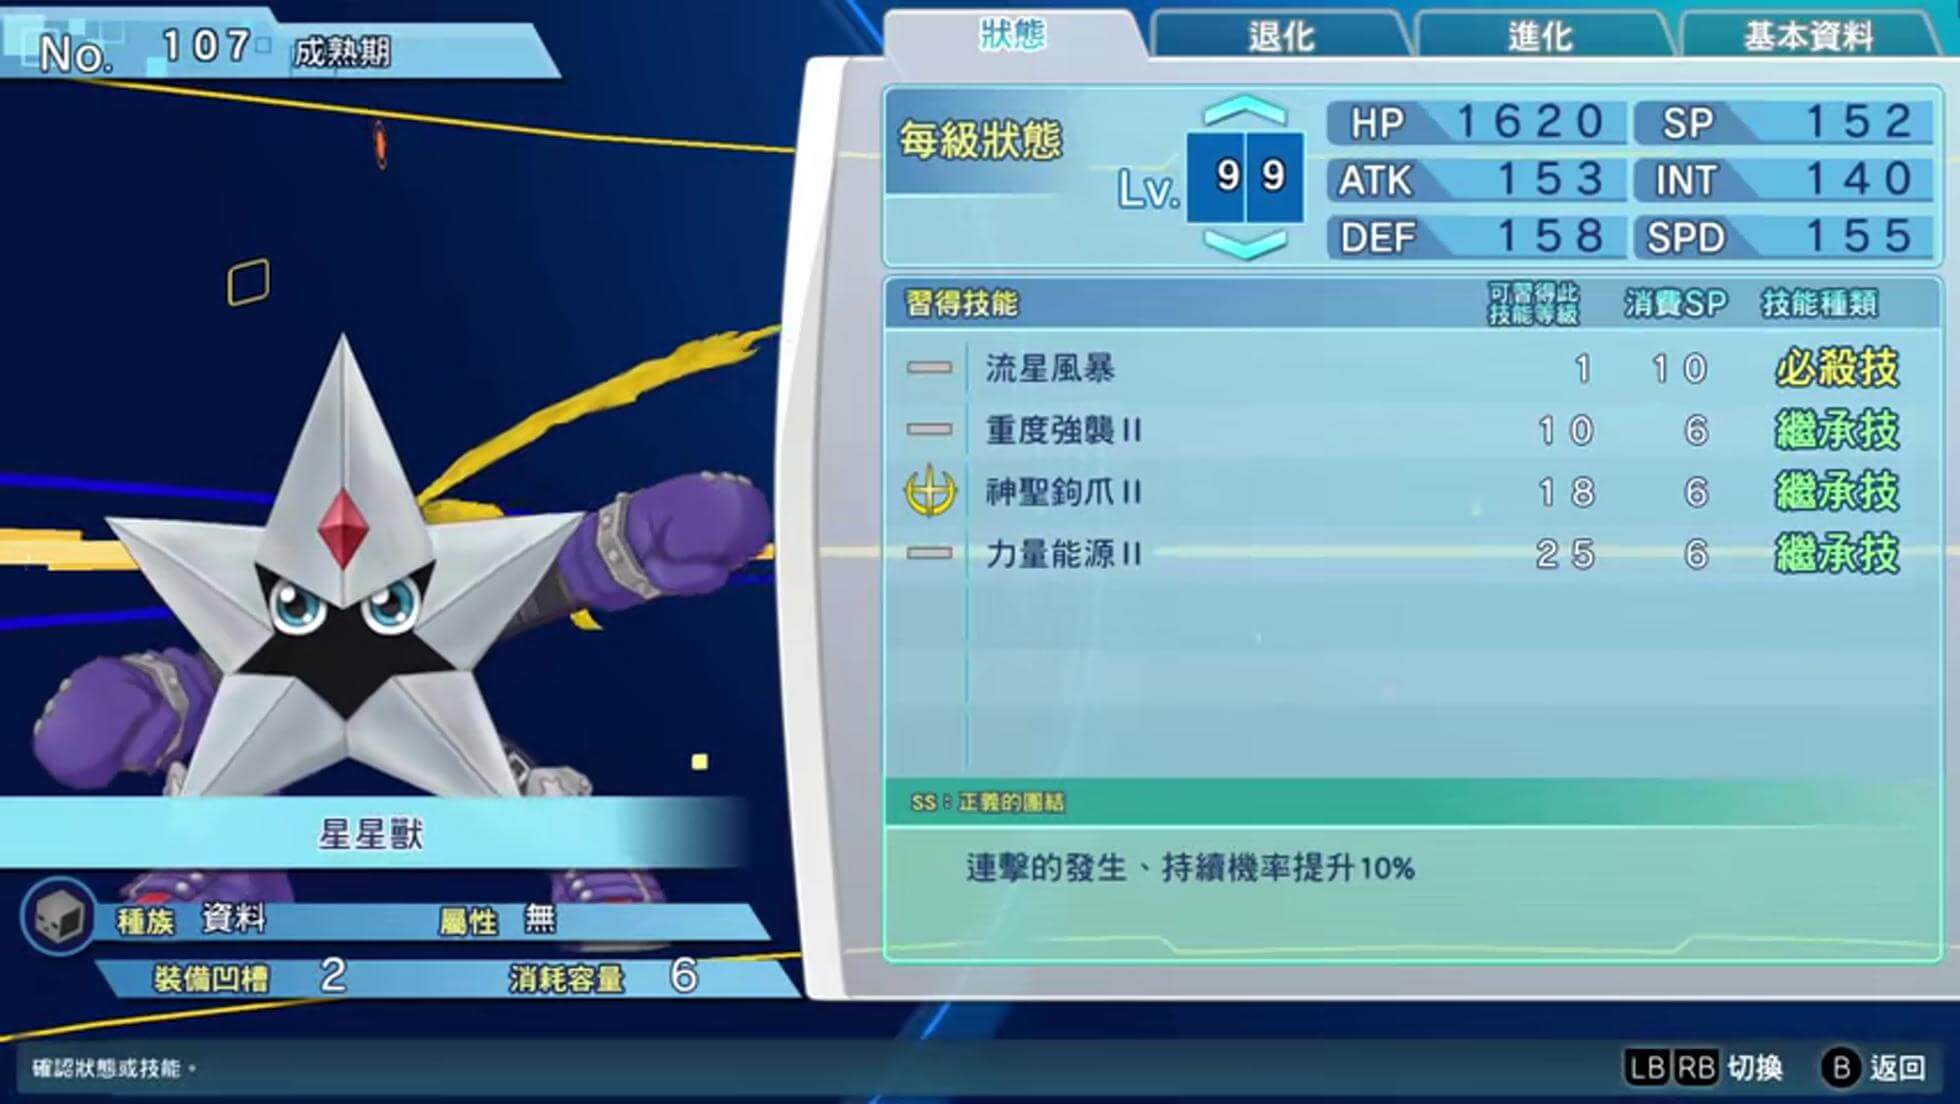 No. 107 成熟期
狀態 退化 進化 基本資料
每級狀態
Lv. 99
HP 1620 SP 152
ATK 153 INT 140
DEF 158 SPD 155
習得技能 可習得此技能等級 消費SP 技能種類
流星風暴 1 10 必殺技
重度強襲II 10 6 繼承技
神聖鉤爪II 18 6 繼承技
力量能源II 25 6 繼承技
SS：正義的團結
連擊的發生、持續機率提升10%
星星獸
種族 資料 屬性 無
裝備凹槽 2 消耗容量 6
確認狀態或技能。
LB RB 切換 B 返回